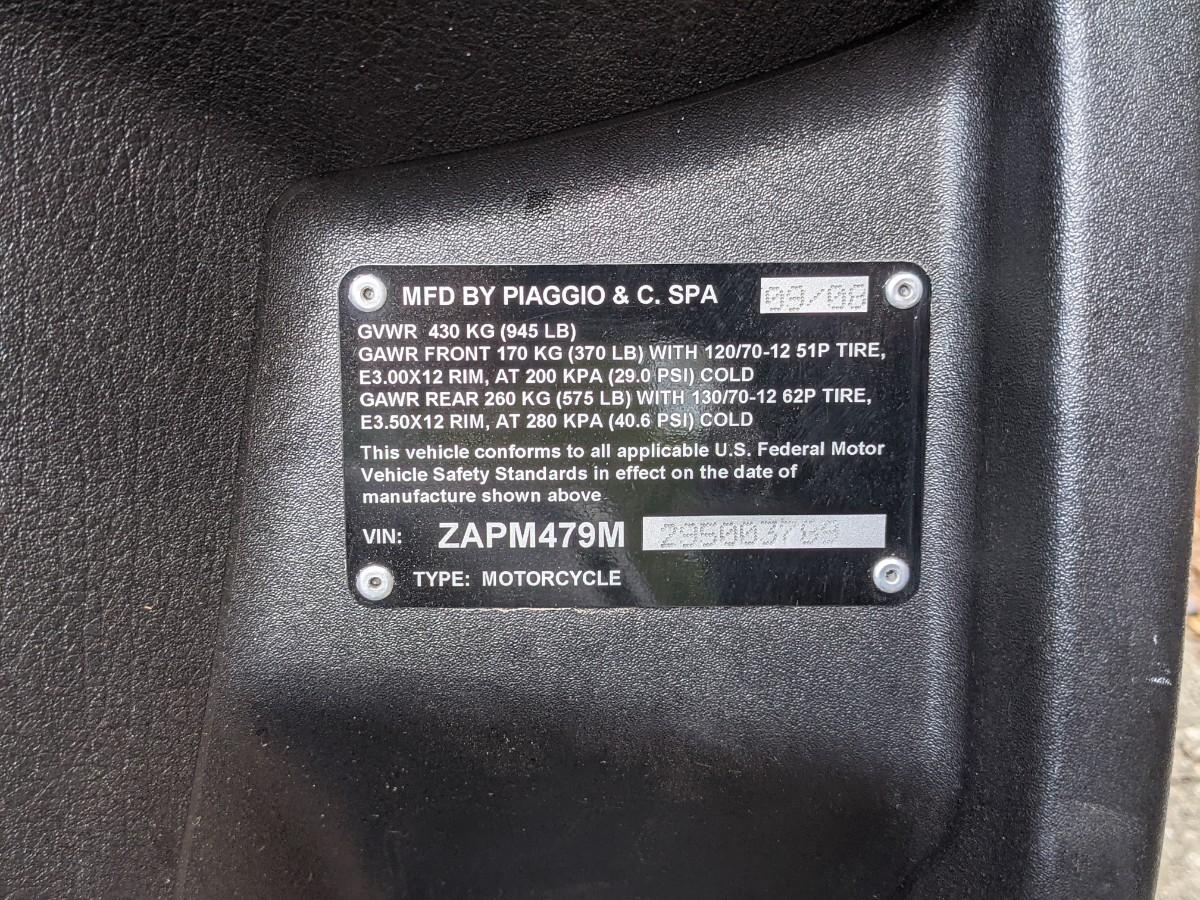 MFD BY PIAGGIO & C. SPA 09/08
GVWR 430 KG (945 LB)
GAWR FRONT 170 KG (370 LB) WITH 120/70-12 51P TIRE,
E3.00X12 RIM, AT 200 KPA (29.0 PSI) COLD
GAWR REAR 260 KG (575 LB) WITH 130/70-12 62P TIRE,
E3.50X12 RIM, AT 280 KPA (40.6 PSI) COLD
This vehicle conforms to all applicable U.S. Federal Motor
Vehicle Safety Standards in effect on the date of
manufacture shown above
VIN: ZAPM479M
TYPE: MOTORCYCLE